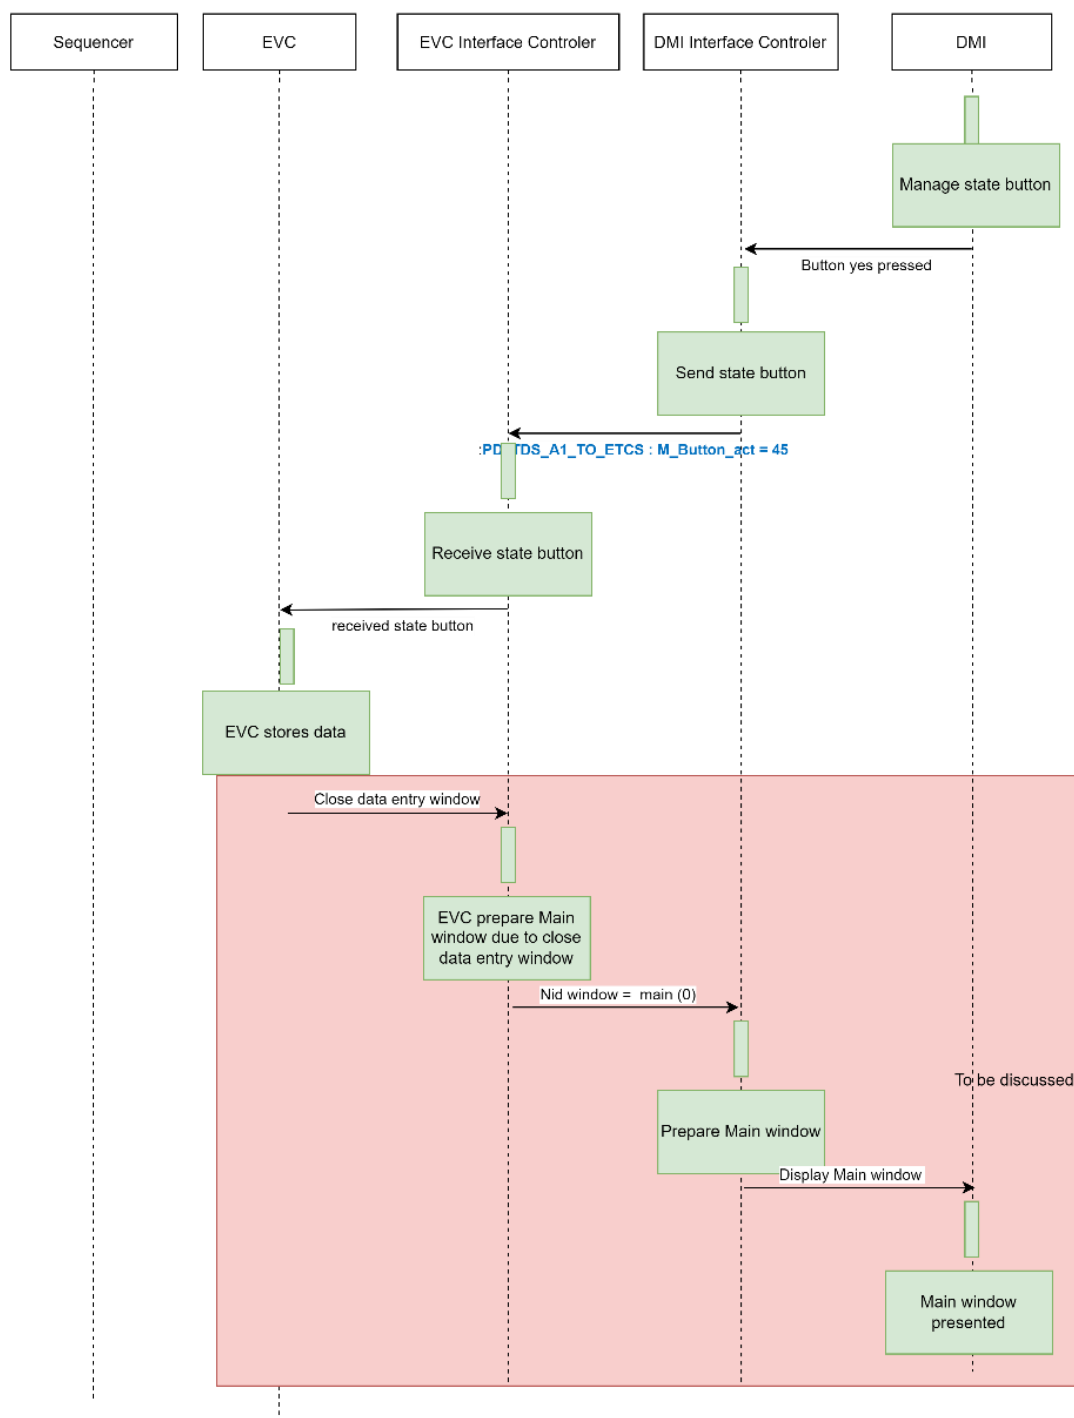 Sequencer
EVC
EVC Interface Controler
DMI Interface Controler
DMI
Manage state button
Button yes pressed
Send state button
TDS_A1_TO_ETCS : M_Button_act = 45
Receive state button
received state button
EVC stores data
Close data entry window
EVC prepare Main
window due to close
data entry window
Nid window = main (0)
To be discussed
Prepare Main window
Display Main window
Main window
presented